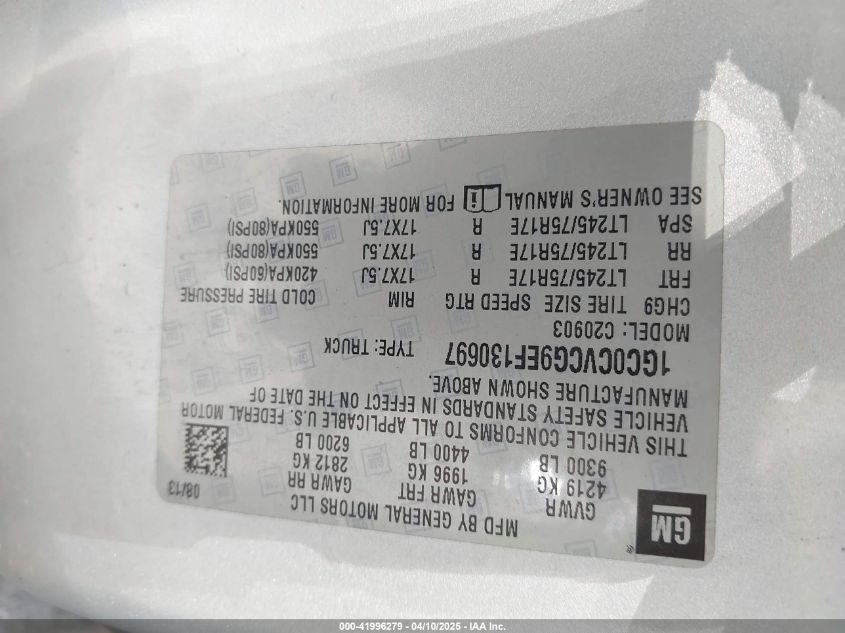 GM
MFD BY GENERAL MOTORS LLC
08/13
GVWR GAWR FRT GAWR RR
4219 KG 1996 KG 2812 KG
9300 LB 4400 LB 6200 LB
THIS VEHICLE CONFORMS TO ALL APPLICABLE U.S. FEDERAL MOTOR
VEHICLE SAFETY STANDARDS IN EFFECT ON THE DATE OF
MANUFACTURE SHOWN ABOVE.
1GC0CVCG9EF130697 TYPE: TRUCK
MODEL: C20903
CHG9 TIRE SIZE SPEED RTG RIM COLD TIRE PRESSURE
FRT LT245/75R17E R 17X7.5J 420KPA(60PSI)
RR LT245/75R17E R 17X7.5J 550KPA(80PSI)
SPA LT245/75R17E R 17X7.5J 550KPA(80PSI)
SEE OWNER'S MANUAL FOR MORE INFORMATION.
000-41996279 - 04/10/2025 - IAA Inc.